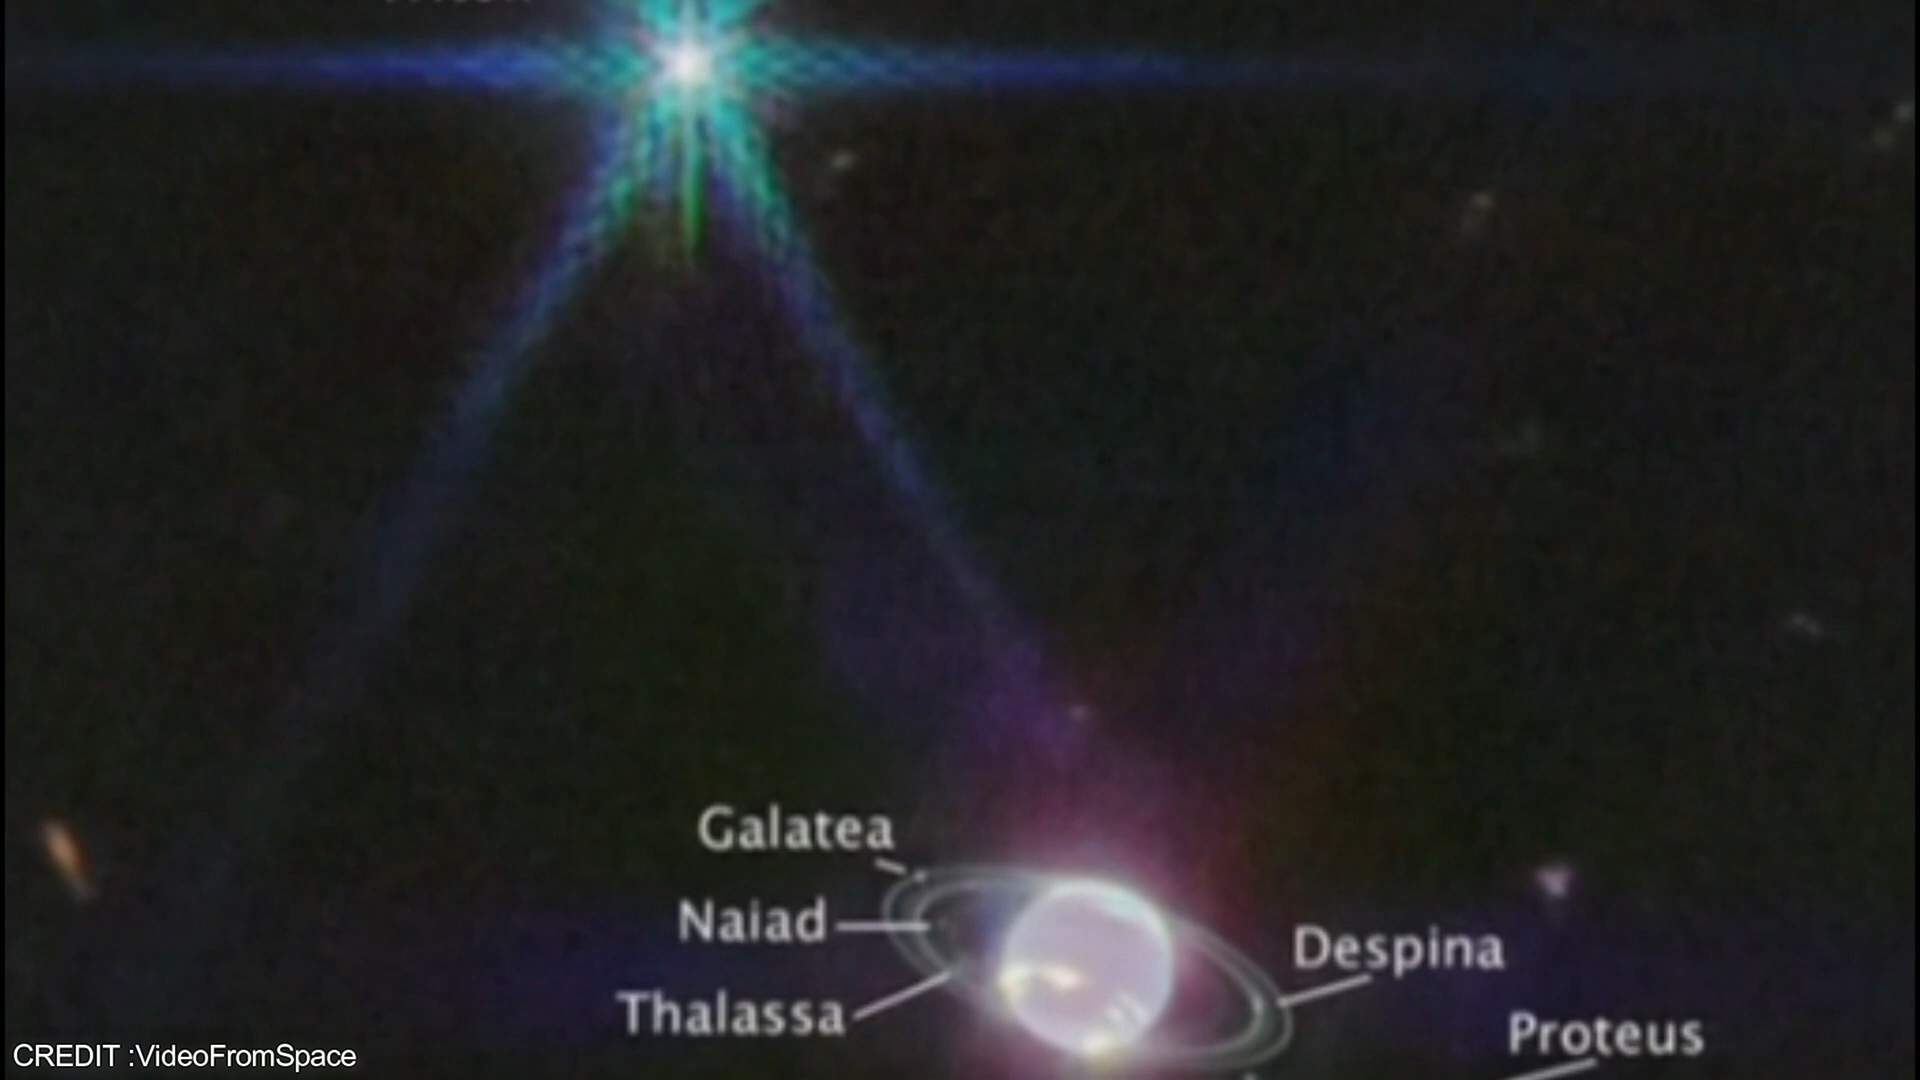 Galatea
Naiad
Despina
Thalassa
Proteus
CREDIT :VideoFromSpace